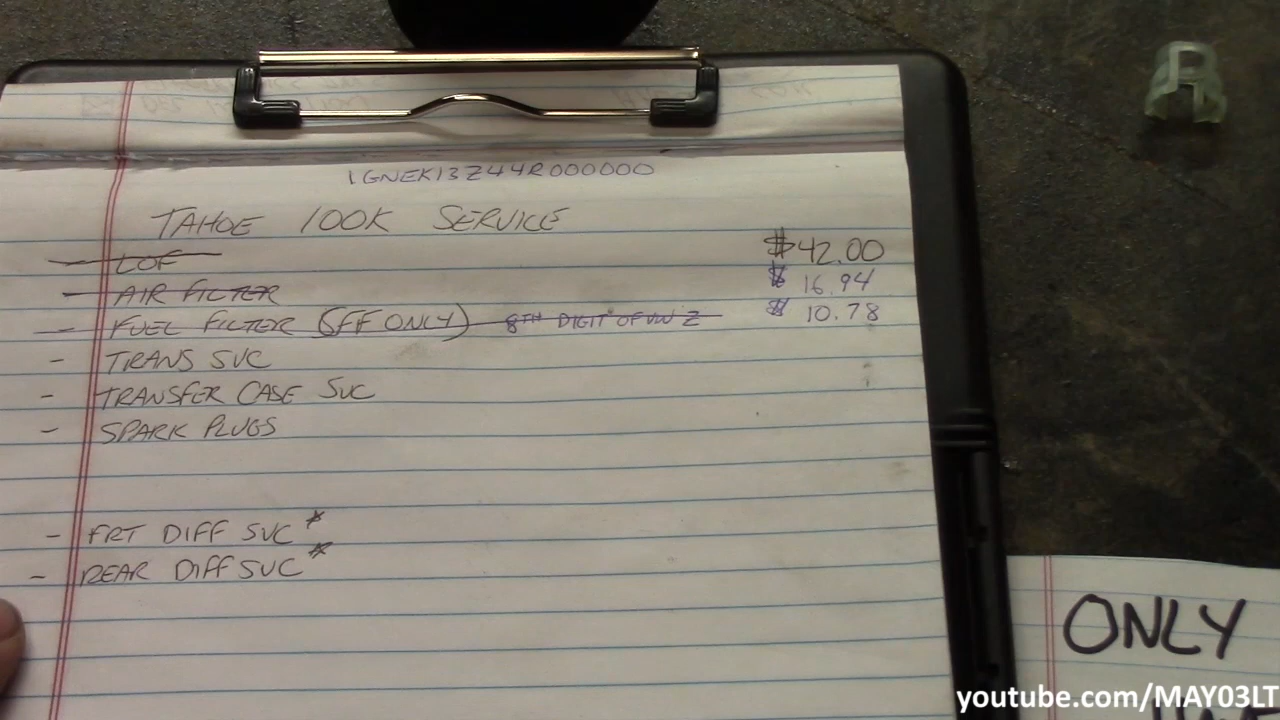 1GNEK13Z44R000000
TAHOE 100K SERVICE
- LOF $42.00
- AIR FILTER $16.94
- FUEL FILTER (SFF ONLY) 8TH DIGIT OF VIN Z $10.78
- TRANS SVC
- TRANSFER CASE SVC
- SPARK PLUGS
- FRT DIFF SVC*
- REAR DIFF SVC*
ONLY
youtube.com/MAY03LT